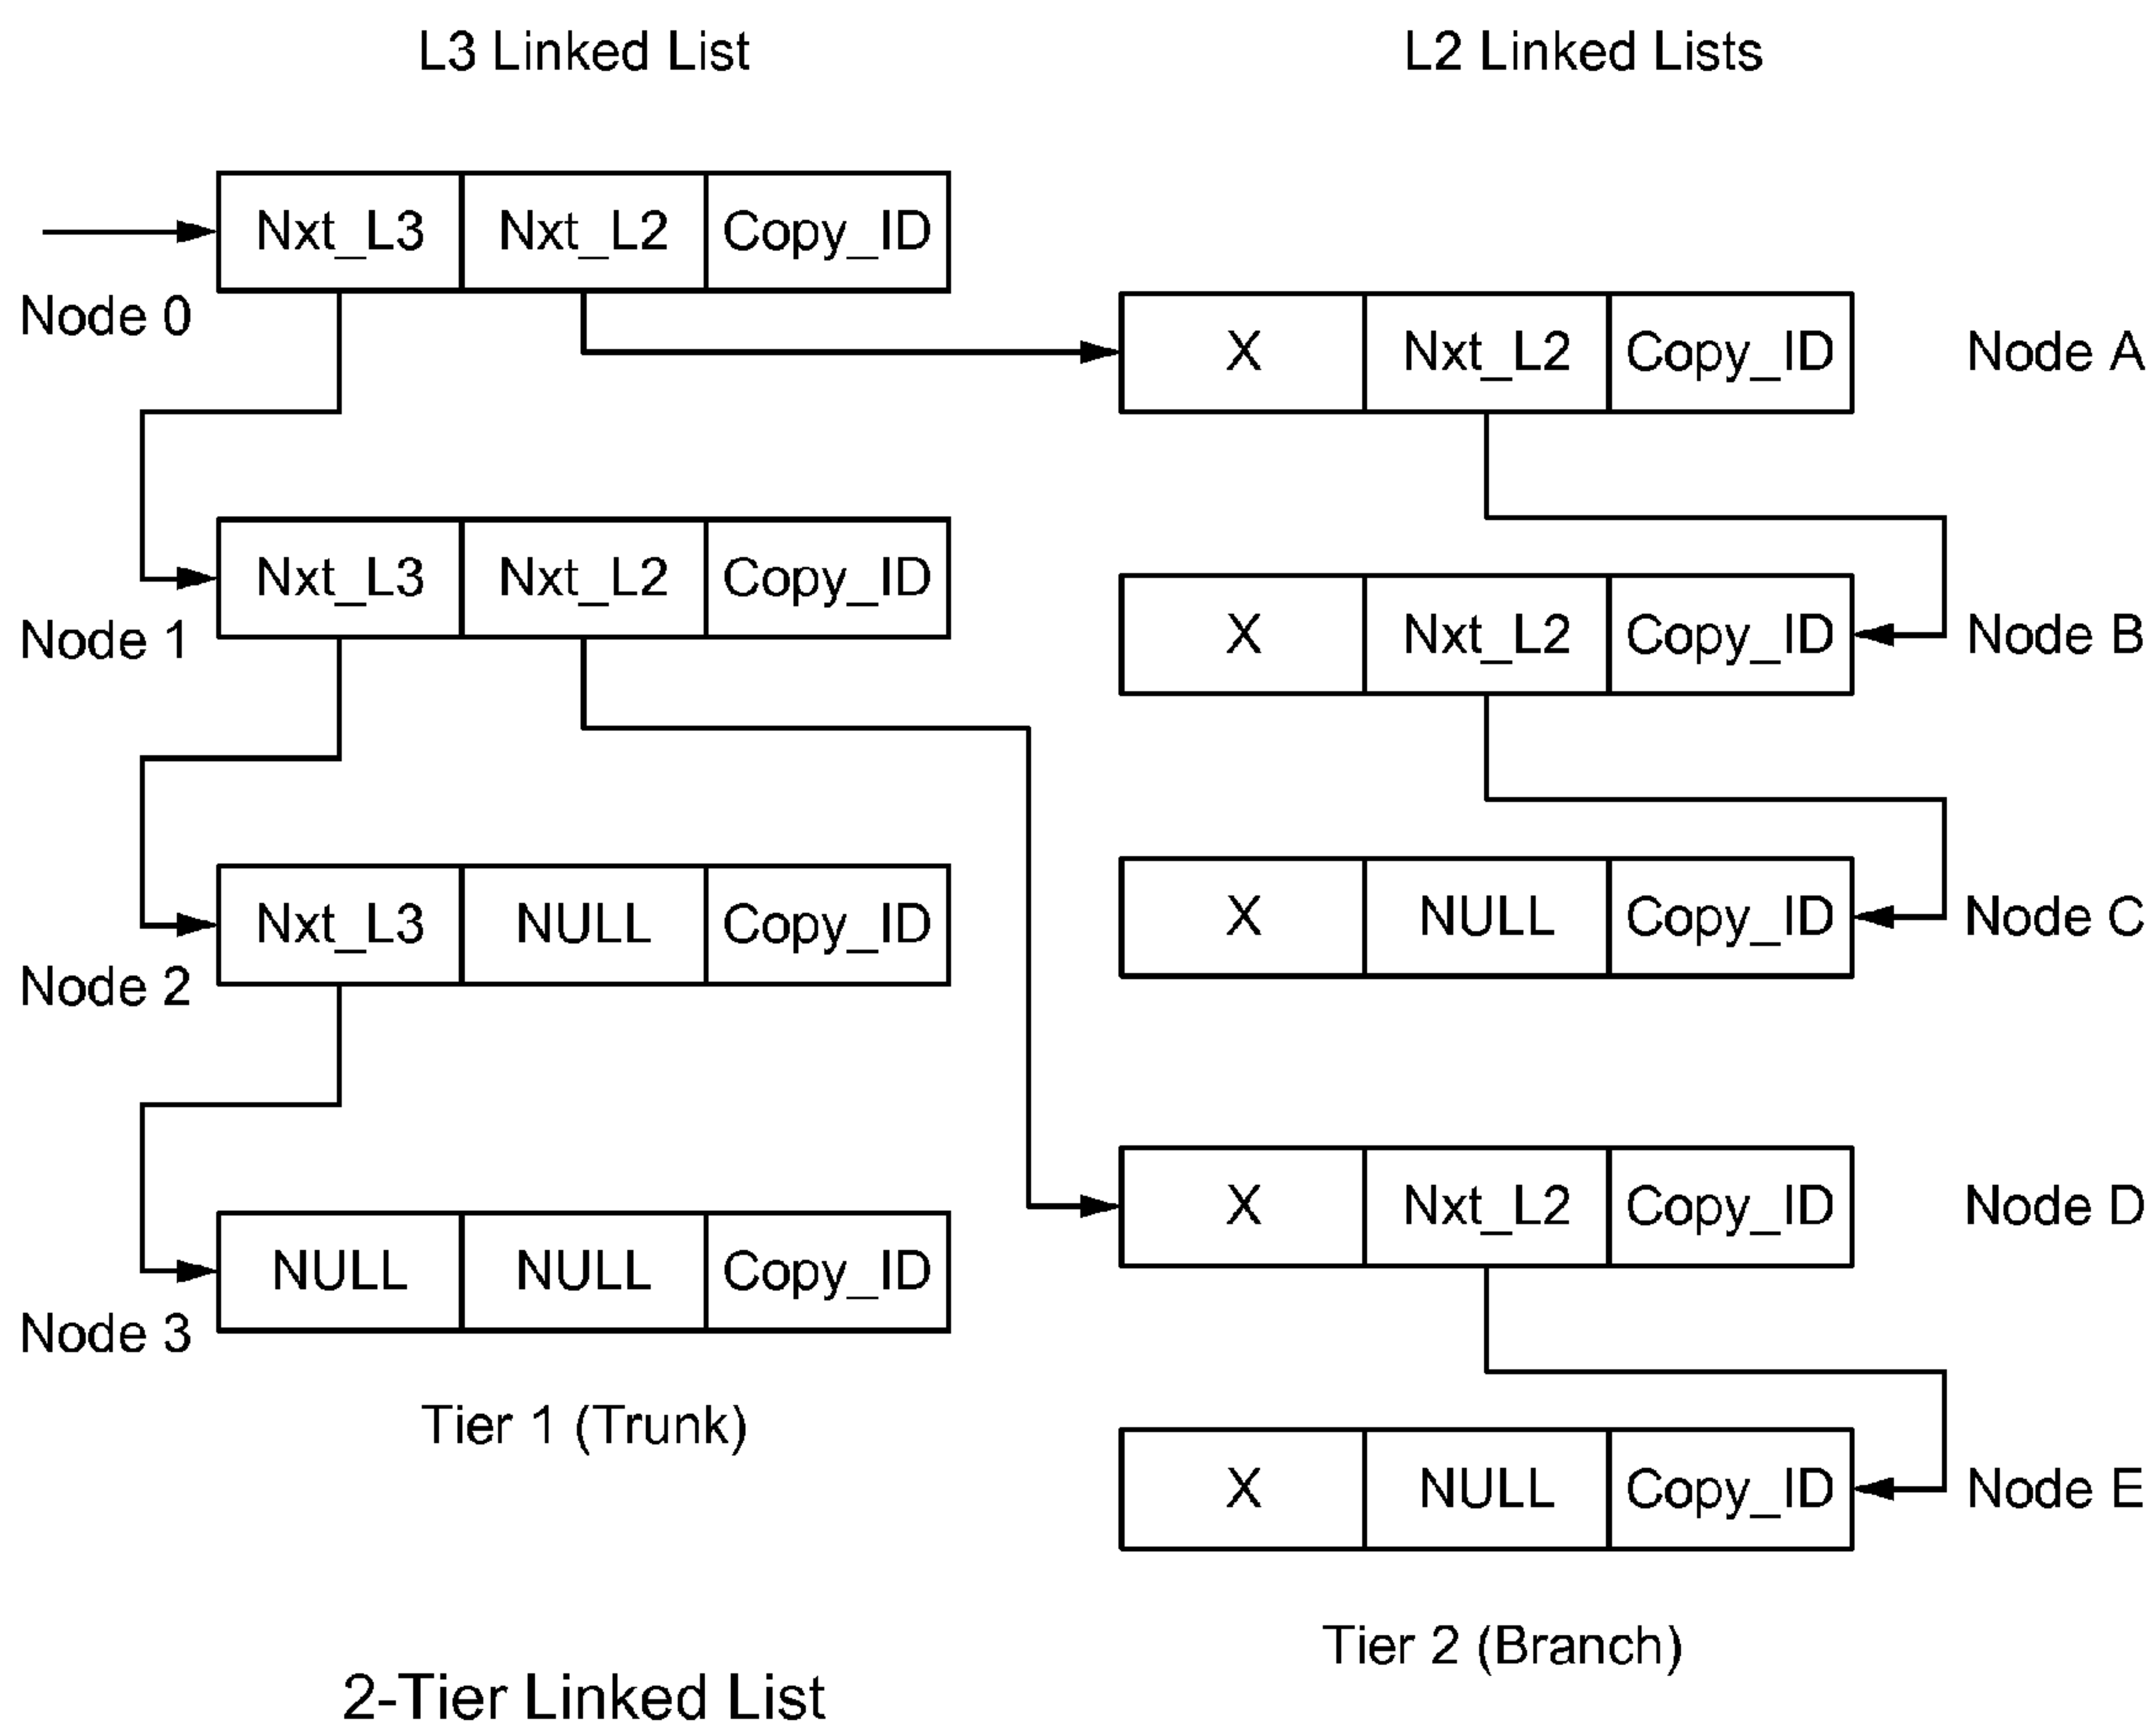 L3 Linked List
L2 Linked Lists
Nxt_L3 Nxt_L2 Copy_ID
Node 0
X Nxt_L2 Copy_ID Node A
Nxt_L3 Nxt_L2 Copy_ID
Node 1
X Nxt_L2 Copy_ID Node B
Nxt_L3 NULL Copy_ID
Node 2
X NULL Copy_ID Node C
X Nxt_L2 Copy_ID Node D
NULL NULL Copy_ID
Node 3
Tier 1 (Trunk)
X NULL Copy_ID Node E
Tier 2 (Branch)
2-Tier Linked List